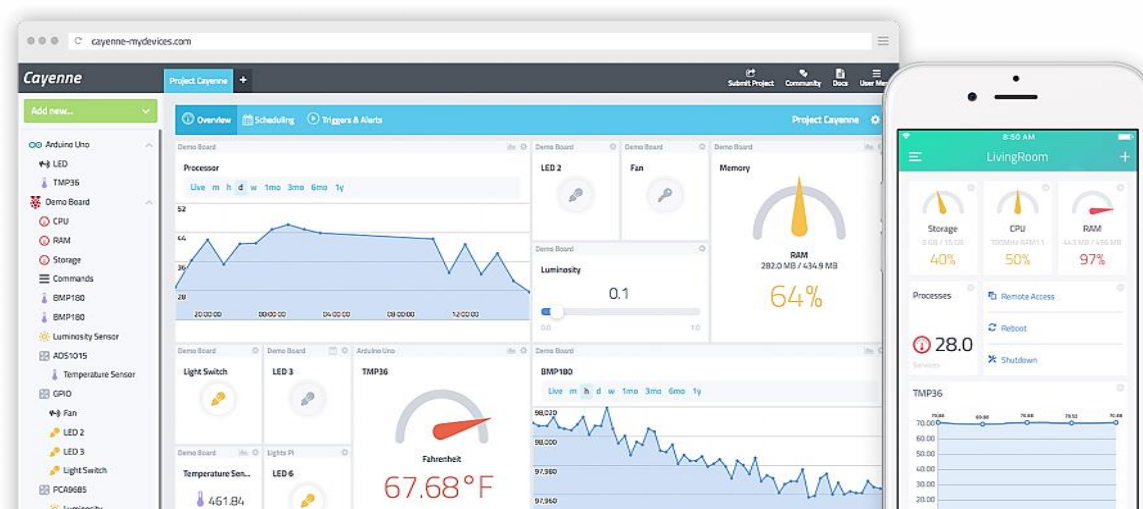 cayenne-mydevices.com
Cayenne
Project Cayenne +
Submit Project Community Docs User Me
Add new...
Overview Scheduling Triggers & Alerts
Project Cayenne
Arduino Uno
LED
TMP36
Demo Board
CPU
RAM
Storage
Commands
BMP180
BMP180
Luminosity Sensor
ADS1015
Temperature Sensor
GPIO
Fan
LED 2
LED 3
Light Switch
PCA9685
Luminosity
Demo Board
Processor
Live m h d w 1mo 3mo 6mo 1y
52
44
36
28
20:00:00 00:00:00 04:00:00 08:00:00 12:00:00
Demo Board
LED 2
Demo Board
Fan
Demo Board
Memory
RAM
282.0 MB / 434.9 MB
64%
Demo Board
Luminosity
0.1
0.0 1.0
Demo Board
Light Switch
Demo Board
LED 3
Arduino Uno
TMP36
Fahrenheit
67.68°F
Demo Board
Temperature Sen...
461.84
Lights Pi
LED 6
Demo Board
BMP180
Live m h d w 1mo 3mo 6mo 1y
98,020
98,000
97,980
97,960
8:50 AM
LivingRoom
+
Storage
40%
CPU
50%
RAM
97%
Processes
28.0
Services
Remote Access
Reboot
Shutdown
TMP36
70.00
60.00
50.00
40.00
30.00
20.00